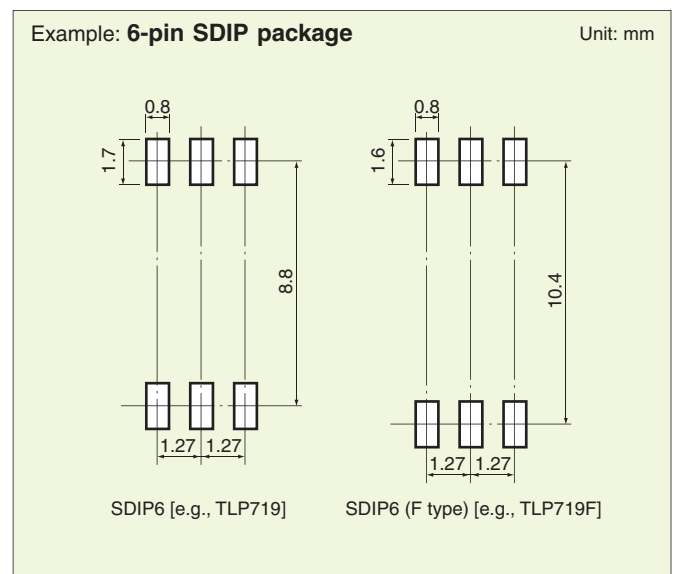 Example: 6-pin SDIP package
Unit: mm
0.8
1.7
8.8
1.27 1.27
SDIP6 [e.g., TLP719]
0.8
1.6
10.4
1.27 1.27
SDIP6 (F type) [e.g., TLP719F]